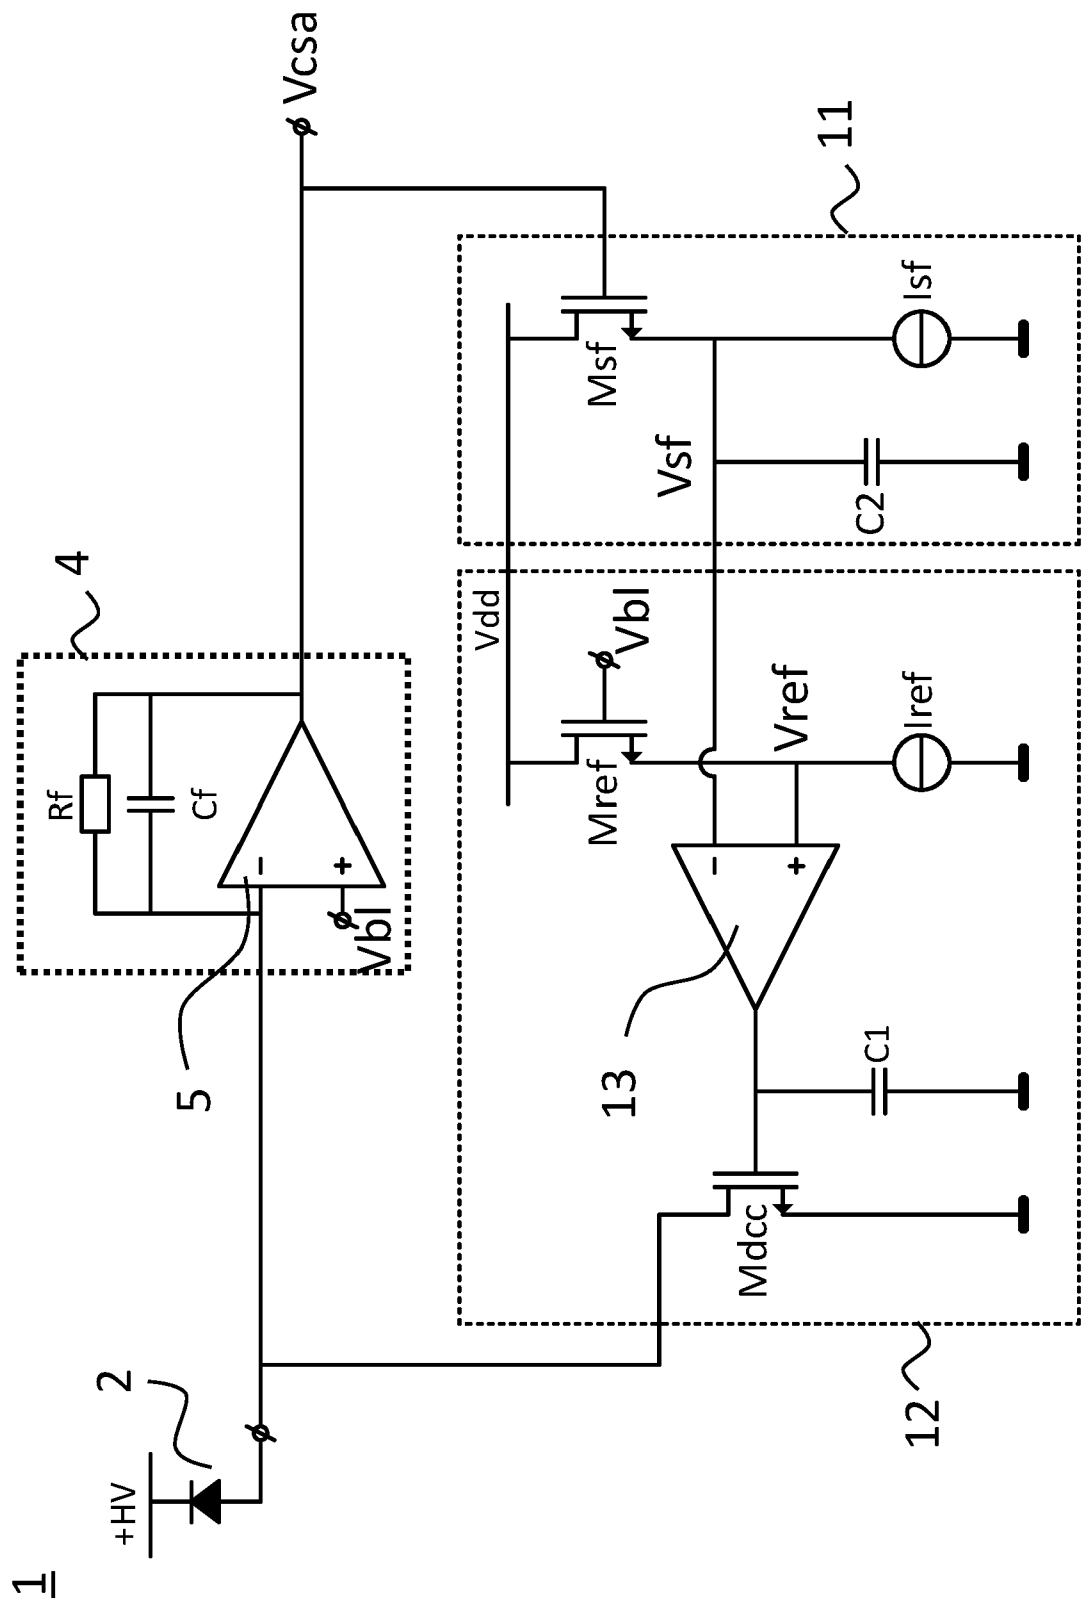 1
+HV
2
5
4
Rf
Cf
−
+
Vbl
Vcsa
12
Mdcc
C1
13
−
+
Mref
Vbl
Vref
Iref
Vdd
11
Vsf
C2
Msf
Isf